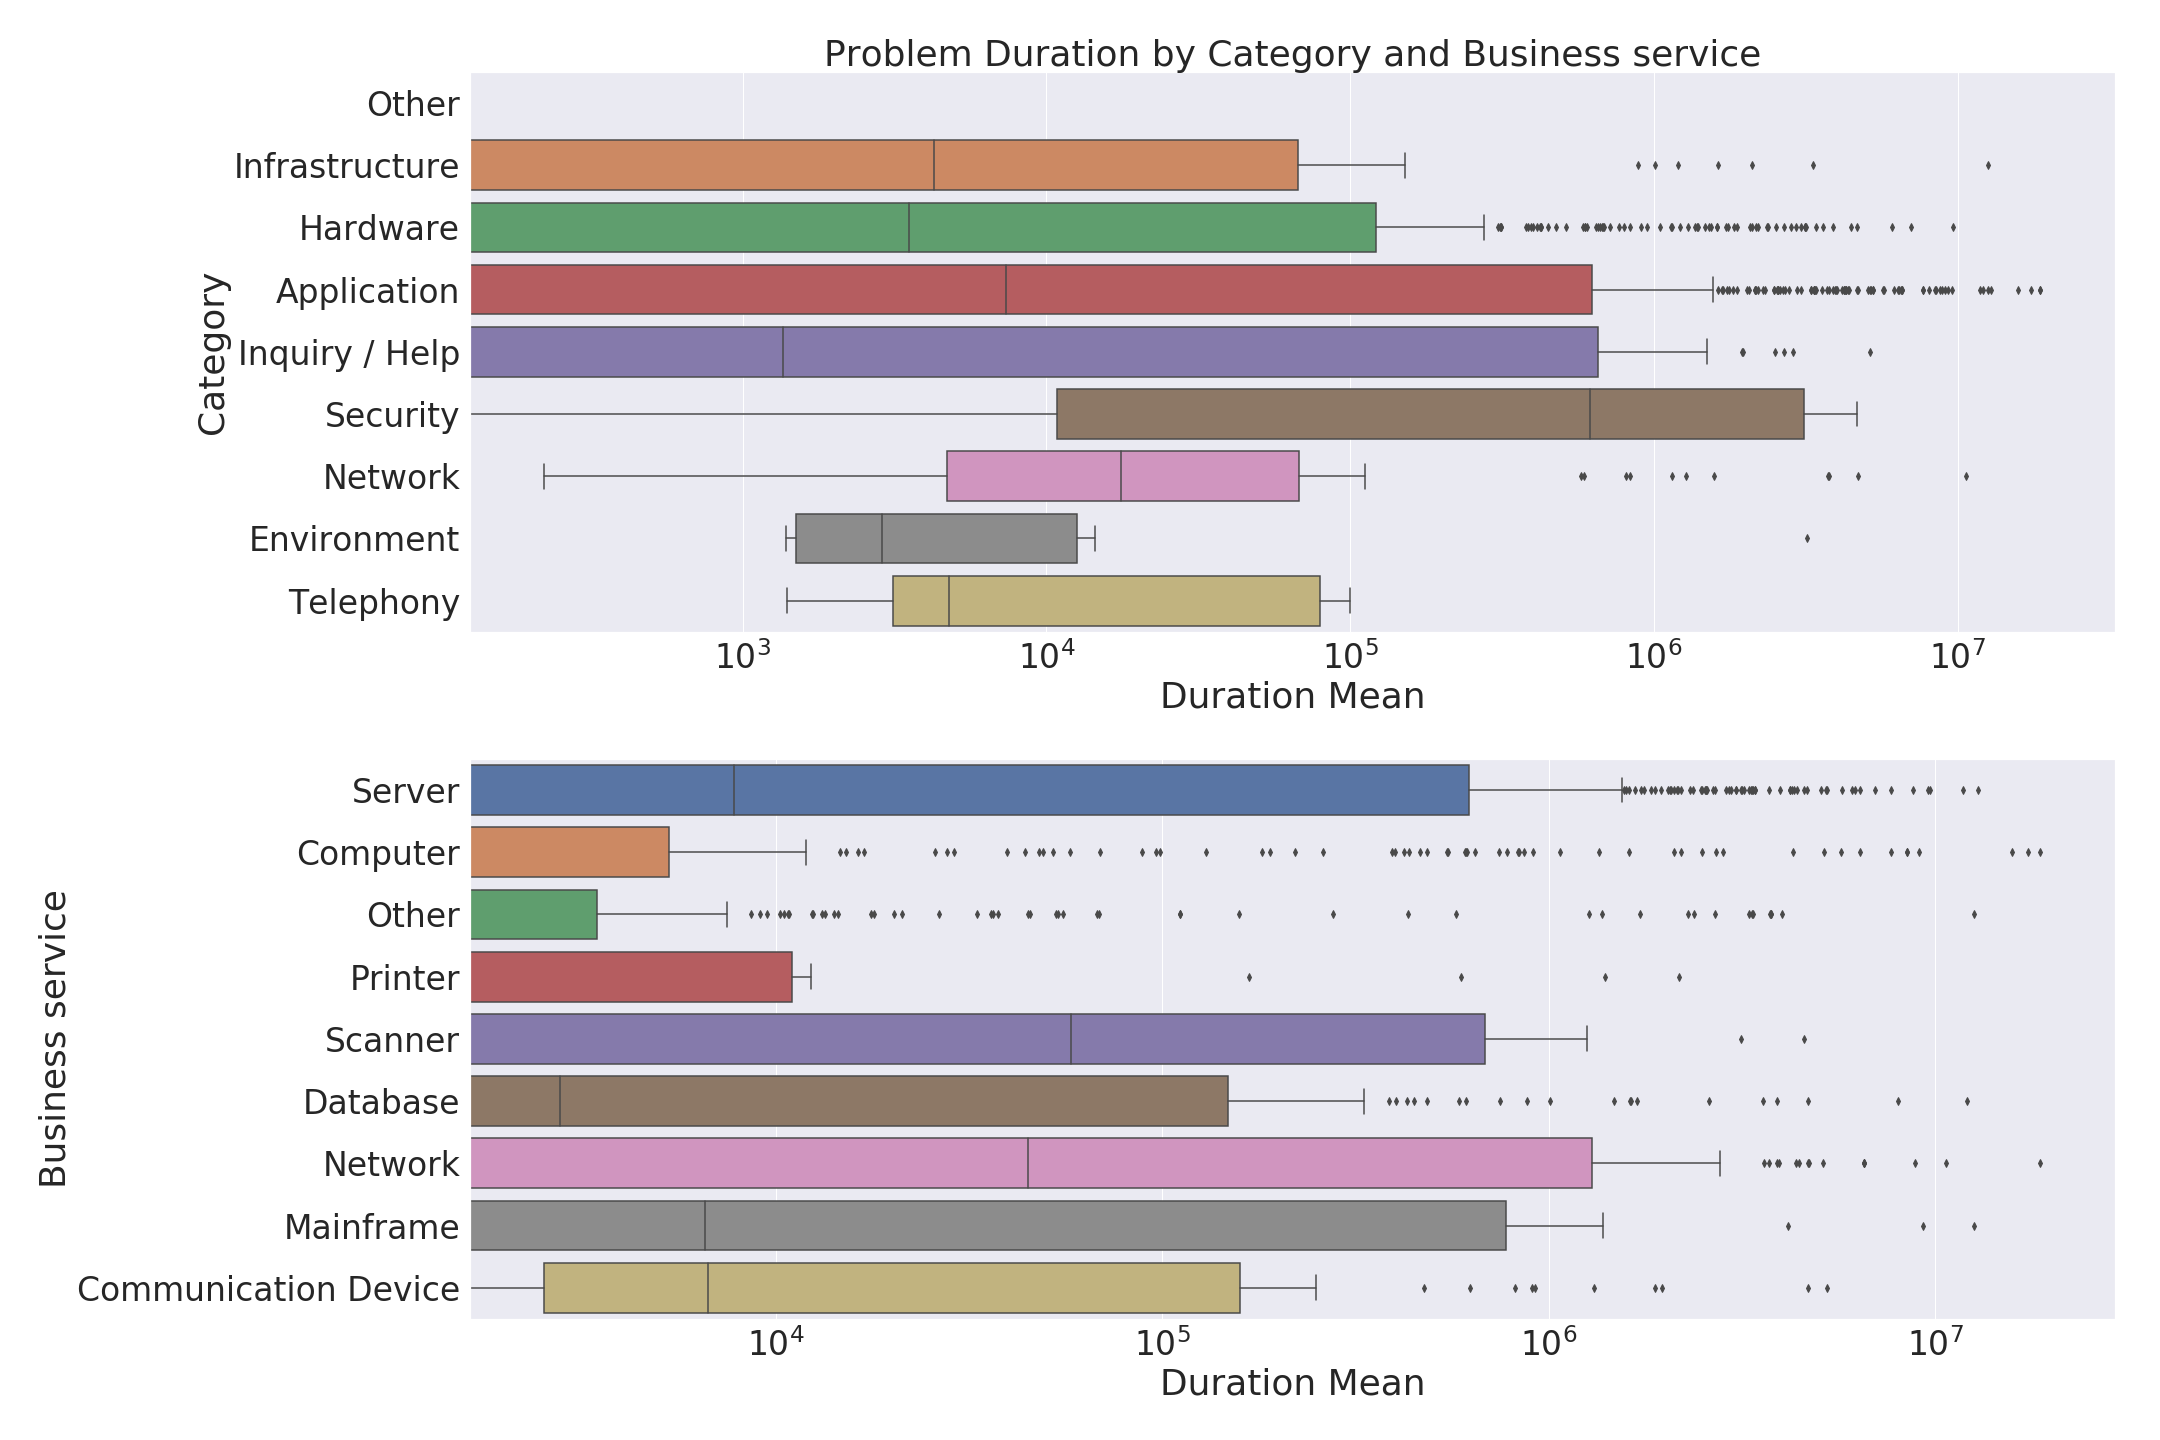 Problem Duration by Category and Business service
Category
Other
Infrastructure
Hardware
Application
Inquiry / Help
Security
Network
Environment
Telephony
10³ 10⁴ 10⁵ 10⁶ 10⁷
Duration Mean
Business service
Server
Computer
Other
Printer
Scanner
Database
Network
Mainframe
Communication Device
10⁴ 10⁵ 10⁶ 10⁷
Duration Mean